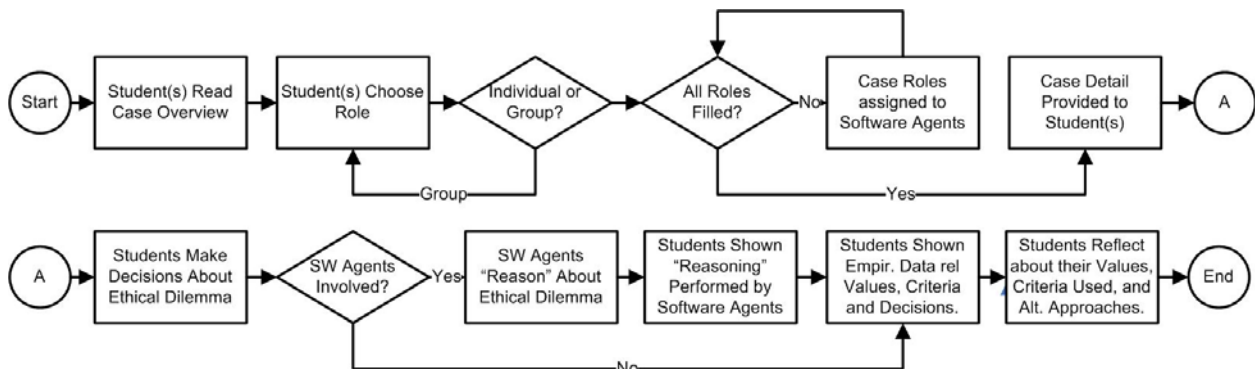 Start
Student(s) Read
Case Overview
Student(s) Choose
Role
Individual or
Group?
All Roles
Filled?
No
Case Roles
assigned to
Software Agents
Case Detail
Provided to
Student(s)
A
Group
Yes
A
Students Make
Decisions About
Ethical Dilemma
SW Agents
Involved?
Yes
SW Agents
“Reason” About
Ethical Dilemma
Students Shown
“Reasoning”
Performed by
Software Agents
Students Shown
Empir. Data rel
Values, Criteria
and Decisions.
Students Reflect
about their Values,
Criteria Used, and
Alt. Approaches.
End
No